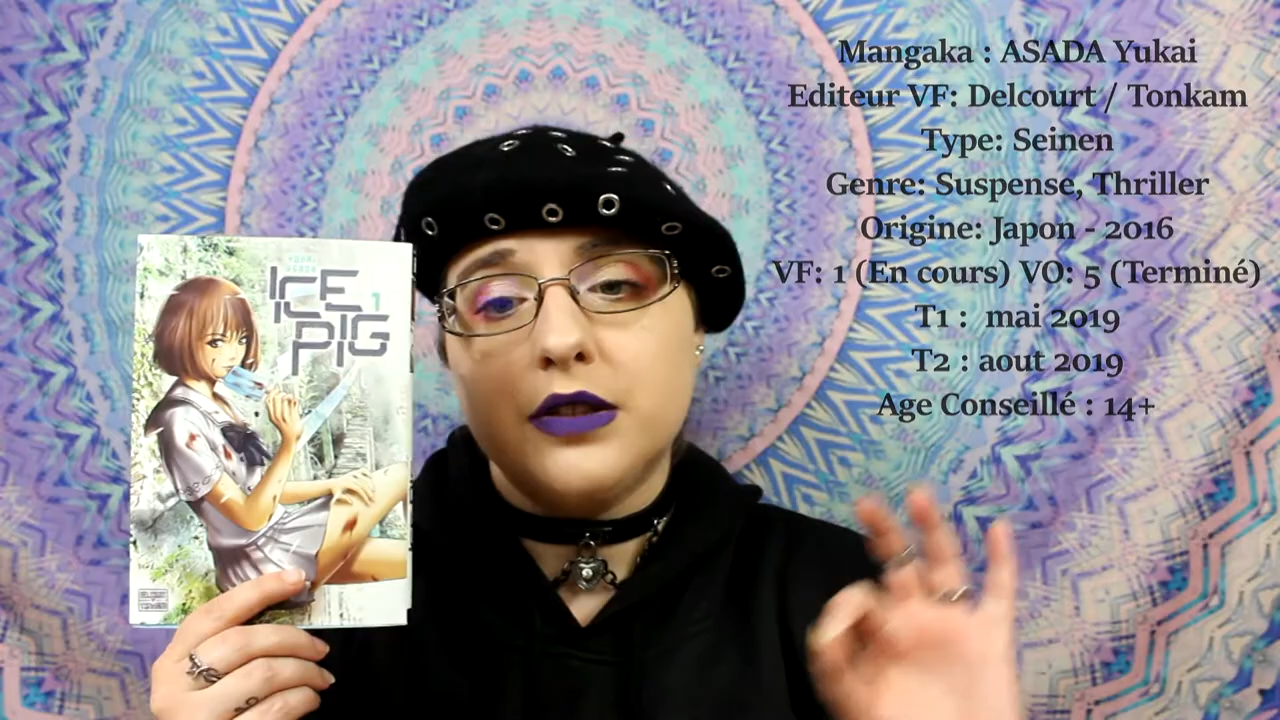 ICE
PIG
1
Mangaka : ASADA Yukai
Editeur VF: Delcourt / Tonkam
Type: Seinen
Genre: Suspense, Thriller
Origine: Japon - 2016
VF: 1 (En cours) VO: 5 (Terminé)
T1 : mai 2019
T2 : aout 2019
Age Conseillé : 14+